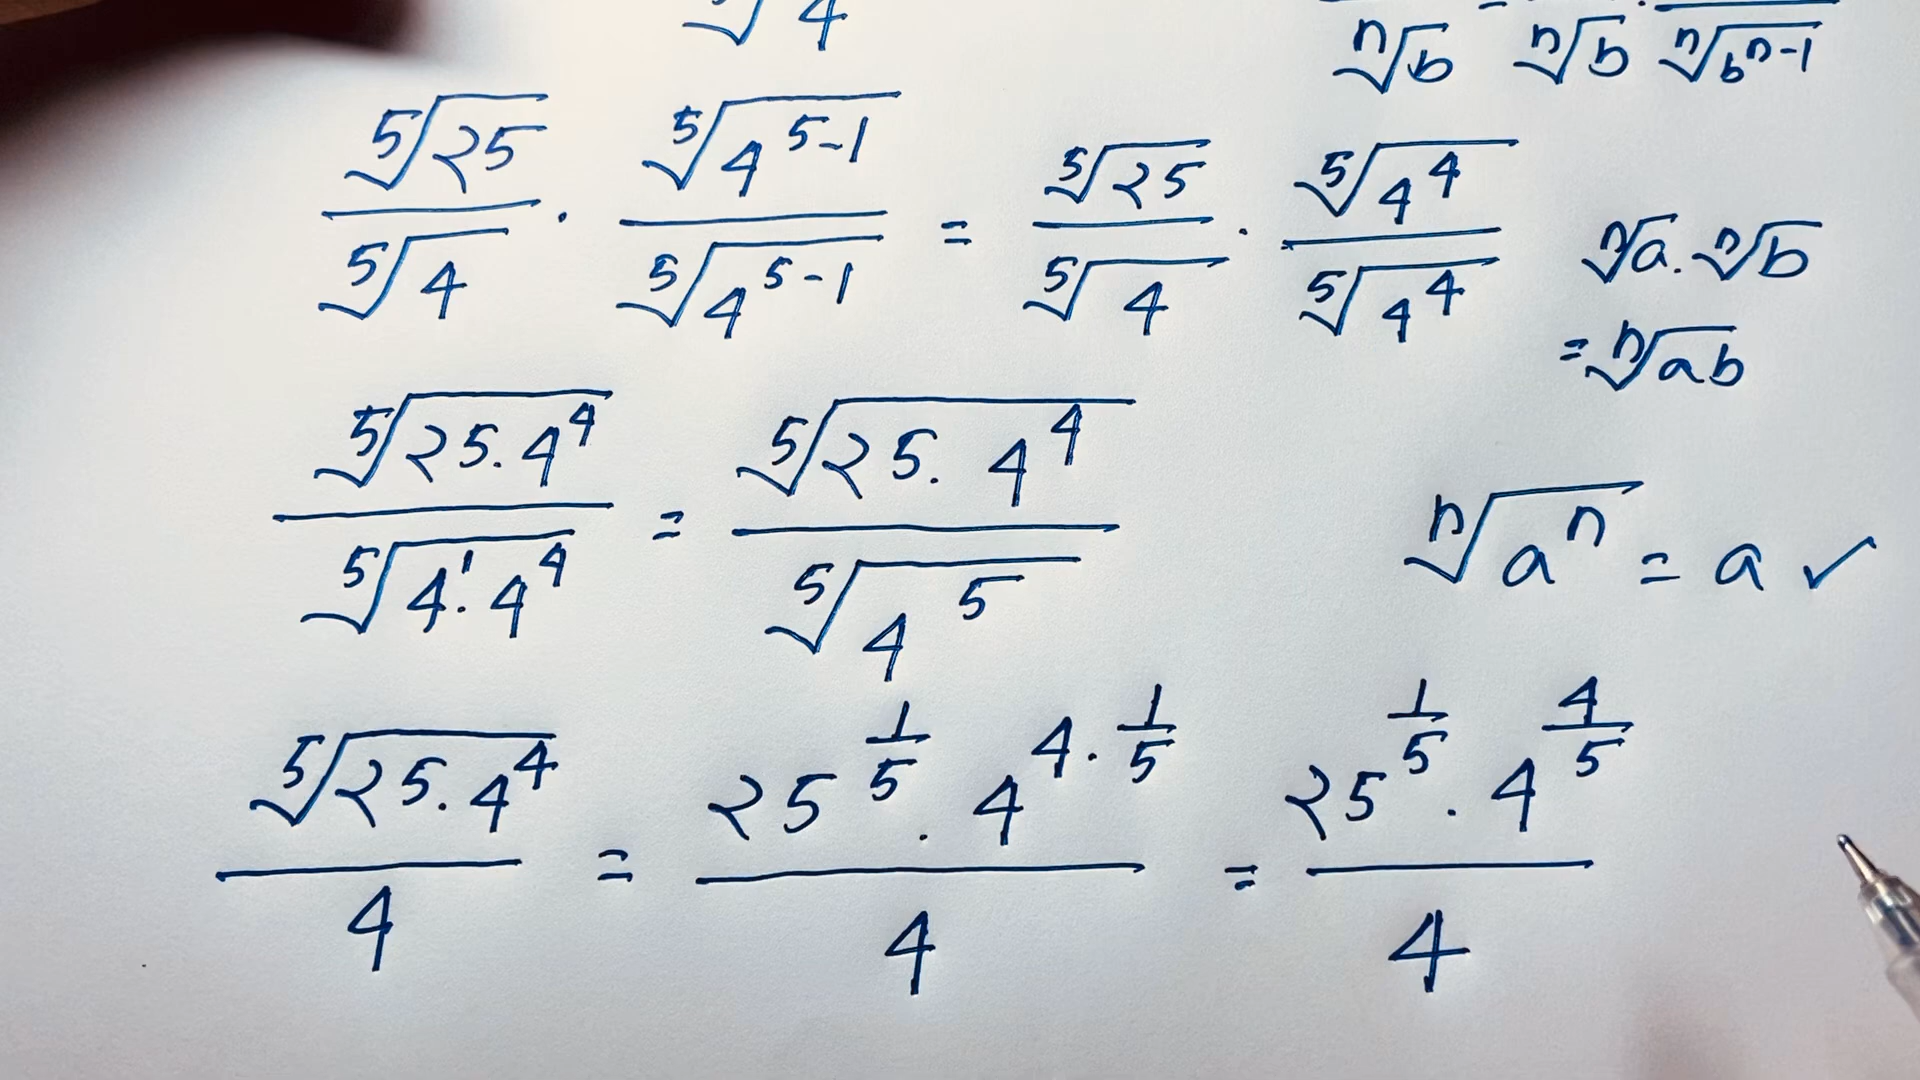 ⁵√4
ⁿ√b = ⁿ√b · ⁿ√bⁿ⁻¹
⁵√25 / ⁵√4 · ⁵√4⁵⁻¹ / ⁵√4⁵⁻¹ = ⁵√25 / ⁵√4 · ⁵√4⁴ / ⁵√4⁴
ⁿ√a . ⁿ√b
= ⁿ√ab
⁵√25.4⁴ / ⁵√4¹.4⁴ = ⁵√25.4⁴ / ⁵√4⁵
ⁿ√aⁿ = a ✓
⁵√25.4⁴ / 4 = 25^(1/5) . 4^(4.1/5) / 4 = 25^(1/5) . 4^(4/5) / 4